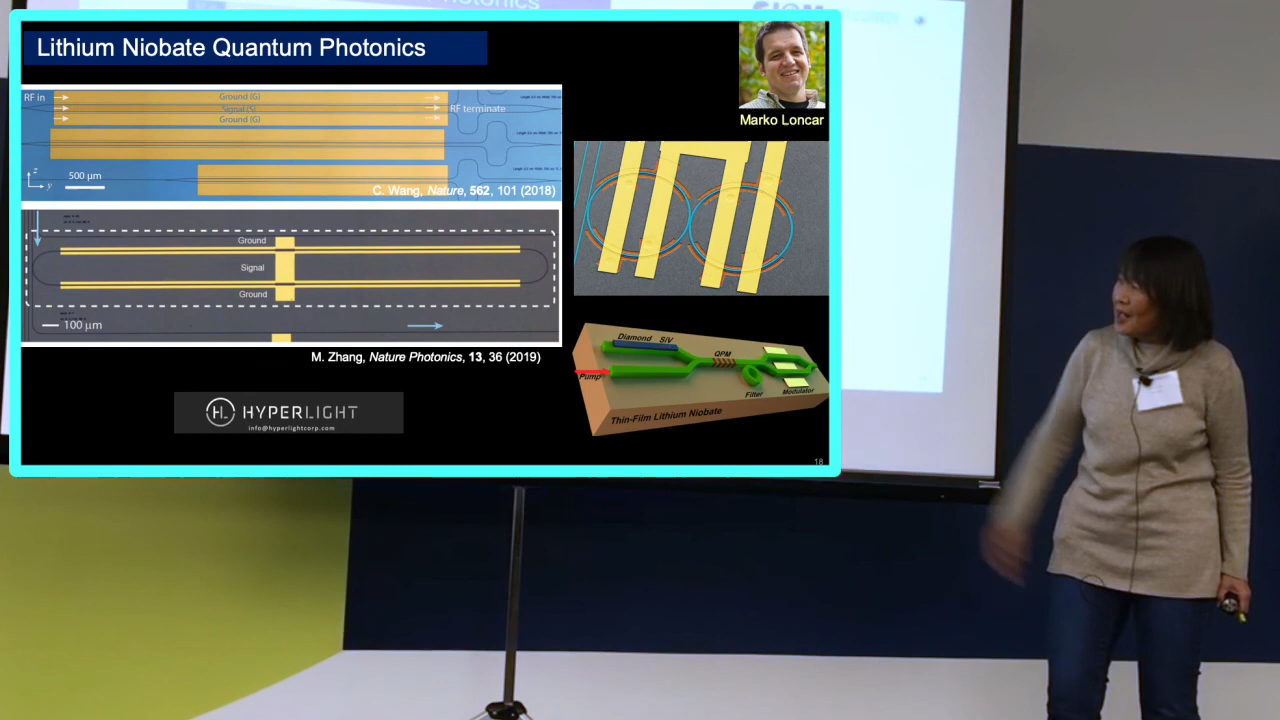 Photonics
Lithium Niobate Quantum Photonics
Marko Loncar
RF in
Ground (G)
Signal (S)
Ground (G)
RF terminate
z
y
500 μm
C. Wang, Nature, 562, 101 (2018)
Ground
Signal
Ground
100 μm
M. Zhang, Nature Photonics, 13, 36 (2019)
HL HYPERLIGHT
info@hyperlightcorp.com
Diamond SiV
QPM
Pump
Filter
Modulator
Thin-Film Lithium Niobate
18